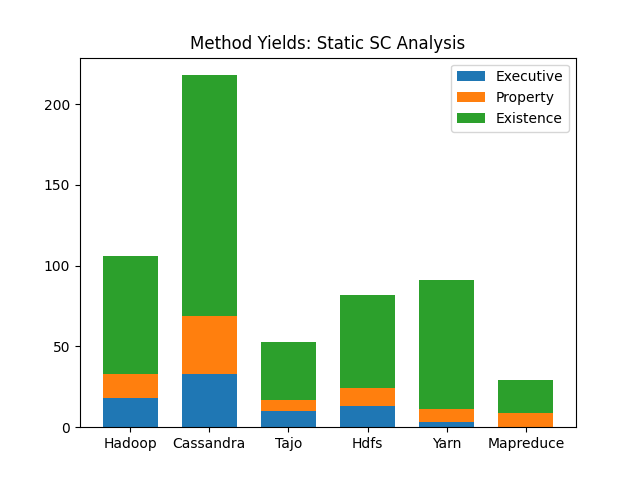 Method Yields: Static SC Analysis
Executive
Property
Existence
200
150
100
50
0
Hadoop Cassandra Tajo Hdfs Yarn Mapreduce